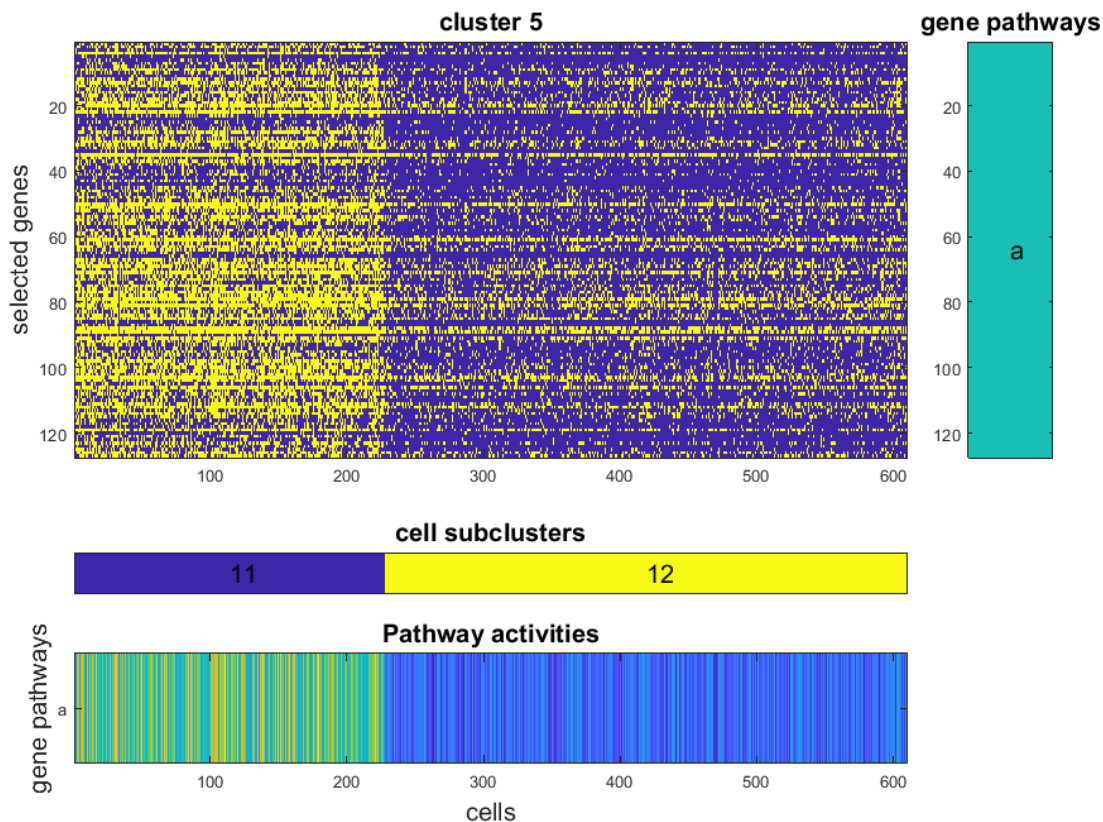 cluster 5
gene pathways
selected genes
20
40
60
80
100
120
100
200
300
400
500
600
20
40
60
80
100
120
a
cell subclusters
11
12
Pathway activities
gene pathways
a
100
200
300
400
500
600
cells